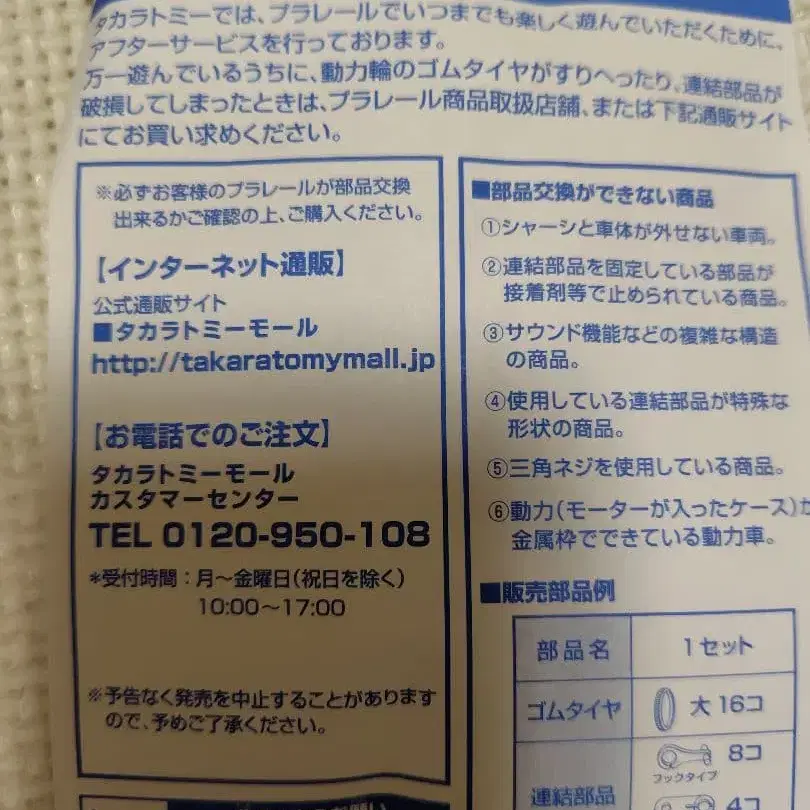 タカラトミーでは、プラレールでいつまでも楽しく遊んでいただくために、
アフターサービスを行っております。
万一遊んでいるうちに、動力輪のゴムタイヤがすりへったり、連結部品が
破損してしまったときは、プラレール商品取扱店舗、または下記通販サイト
にてお買い求めください。
※必ずお客様のプラレールが部品交換
出来るかご確認の上、ご購入ください。
【インターネット通販】
公式通販サイト
■タカラトミーモール
http://takaratomymall.jp
【お電話でのご注文】
タカラトミーモール
カスタマーセンター
TEL 0120-950-108
*受付時間：月～金曜日(祝日を除く)
10:00～17:00
※予告なく発売を中止することがあります
ので、予めご了承ください。
■部品交換ができない商品
①シャーシと車体が外せない車両。
②連結部品を固定している部品が
接着剤等で止められている商品。
③サウンド機能などの複雑な構造
の商品。
④使用している連結部品が特殊な
形状の商品。
⑤三角ネジを使用している商品。
⑥動力(モーターが入ったケース)が
金属枠でできている動力車。
■販売部品例
部品名 1セット
ゴムタイヤ 大 16コ
連結部品 8コ
フックタイプ
4コ